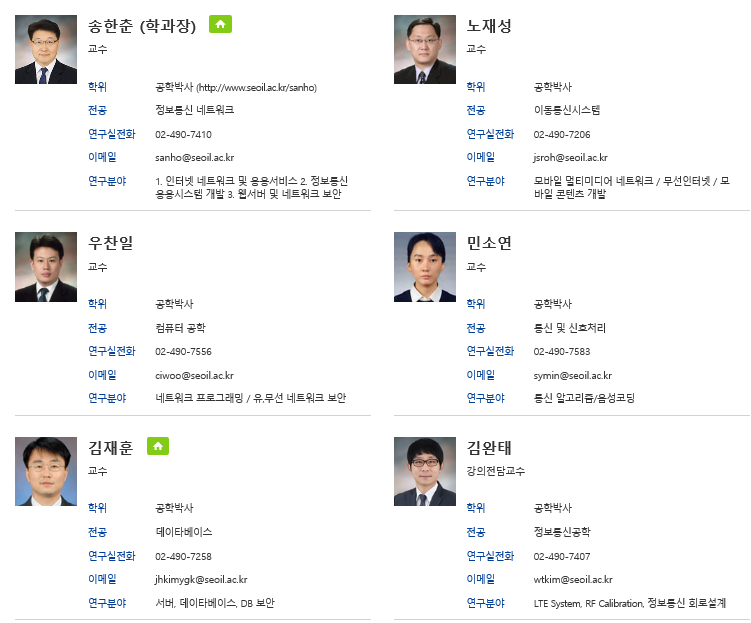 송한춘 (학과장)
교수
학위 공학박사 (http://www.seoil.ac.kr/sanho)
전공 정보통신 네트워크
연구실전화 02-490-7410
이메일 sanho@seoil.ac.kr
연구분야 1. 인터넷 네트워크 및 응용서비스 2. 정보통신
응용시스템 개발 3. 웹서버 및 네트워크 보안
노재성
교수
학위 공학박사
전공 이동통신시스템
연구실전화 02-490-7206
이메일 jsroh@seoil.ac.kr
연구분야 모바일 멀티미디어 네트워크 / 무선인터넷 / 모
바일 콘텐츠 개발
우찬일
교수
학위 공학박사
전공 컴퓨터 공학
연구실전화 02-490-7556
이메일 ciwoo@seoil.ac.kr
연구분야 네트워크 프로그래밍 / 유,무선 네트워크 보안
민소연
교수
학위 공학박사
전공 통신 및 신호처리
연구실전화 02-490-7583
이메일 symin@seoil.ac.kr
연구분야 통신 알고리즘/음성코딩
김재훈
교수
학위 공학박사
전공 데이타베이스
연구실전화 02-490-7258
이메일 jhkimygk@seoil.ac.kr
연구분야 서버, 데이타베이스, DB 보안
김완태
강의전담교수
학위 공학박사
전공 정보통신공학
연구실전화 02-490-7407
이메일 wtkim@seoil.ac.kr
연구분야 LTE System, RF Calibration, 정보통신 회로설계